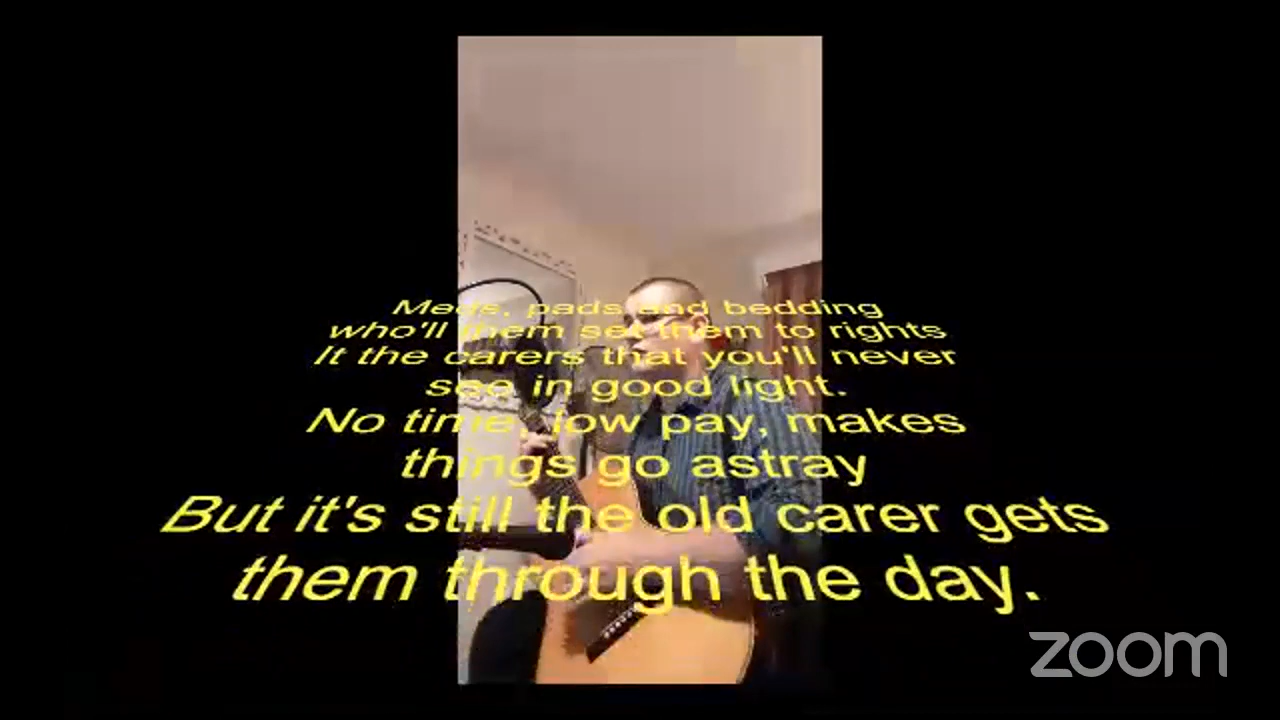 Meds, pads and bedding
who'll them set them to rights
It the carers that you'll never
see in good light.
No time, low pay, makes
things go astray
But it's still the old carer gets
them through the day.
zoom